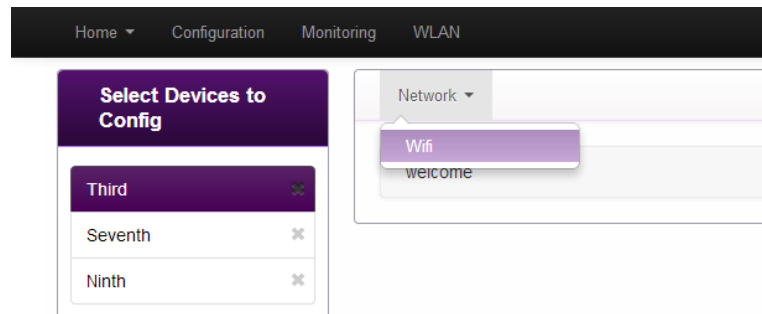 Home Configuration Monitoring WLAN
Select Devices to
Config
Third
Seventh
Ninth
Network
Wifi
welcome